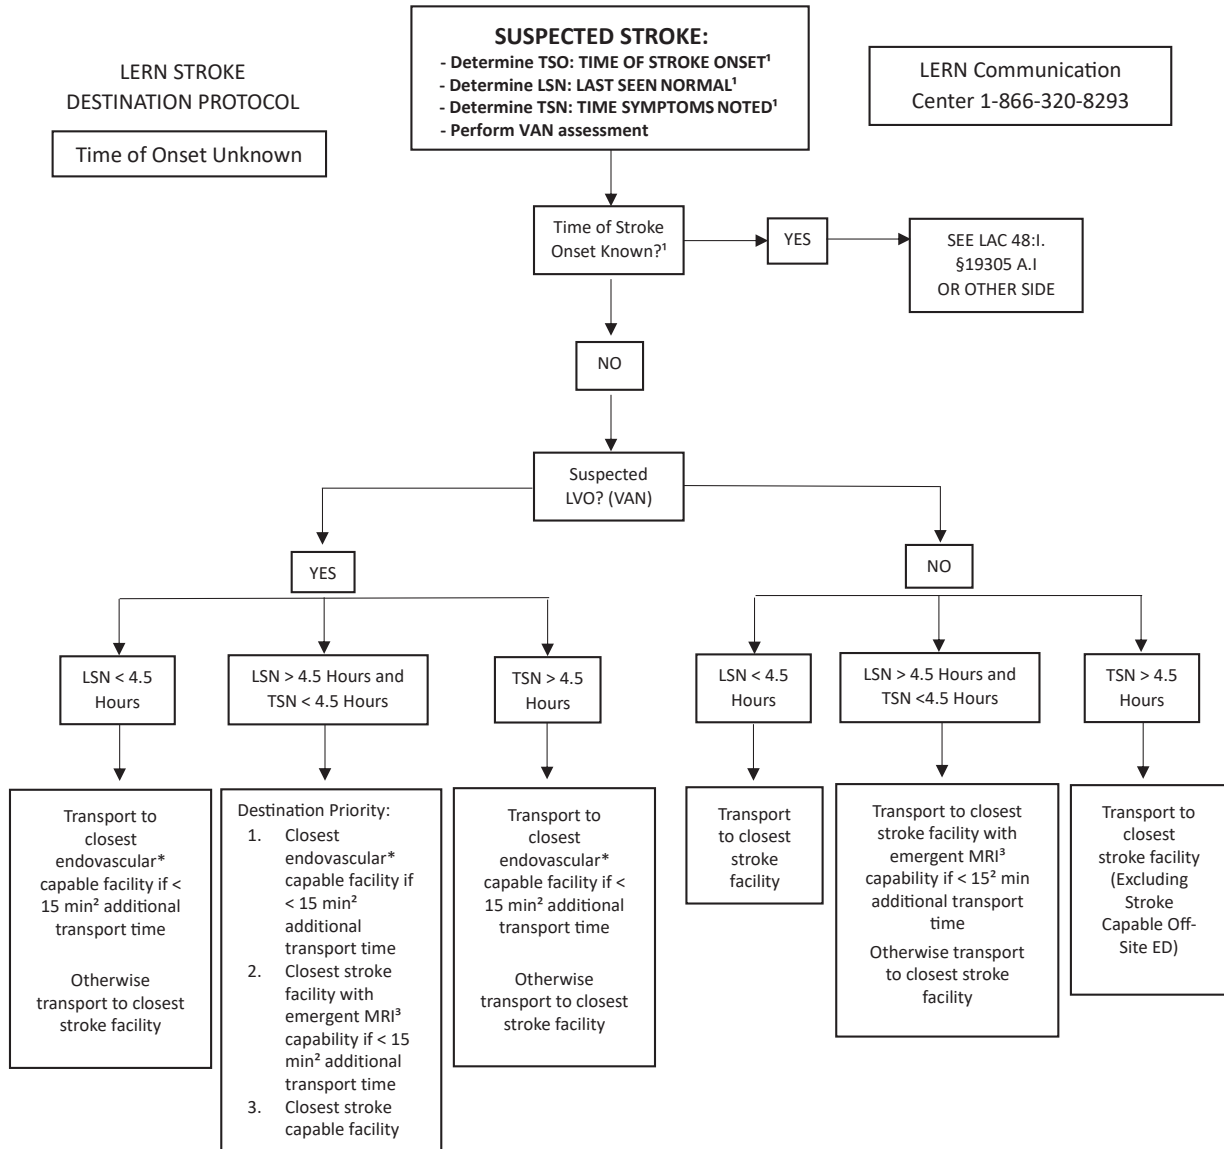 LERN STROKE
DESTINATION PROTOCOL
Time of Onset Unknown
SUSPECTED STROKE:
- Determine TSO: TIME OF STROKE ONSET¹
- Determine LSN: LAST SEEN NORMAL¹
- Determine TSN: TIME SYMPTOMS NOTED¹
- Perform VAN assessment
LERN Communication
Center 1-866-320-8293
Time of Stroke
Onset Known?¹
YES
SEE LAC 48:I.
§19305 A.I
OR OTHER SIDE
NO
Suspected
LVO? (VAN)
YES
NO
LSN < 4.5
Hours
LSN > 4.5 Hours and
TSN < 4.5 Hours
TSN > 4.5
Hours
LSN < 4.5
Hours
LSN > 4.5 Hours and
TSN <4.5 Hours
TSN > 4.5
Hours
Transport to
closest
endovascular*
capable facility if <
15 min² additional
transport time
Otherwise
transport to closest
stroke facility
Destination Priority:
1. Closest
endovascular*
capable facility if
< 15 min²
additional
transport time
2. Closest stroke
facility with
emergent MRI³
capability if < 15
min² additional
transport time
3. Closest stroke
capable facility
Transport to
closest
endovascular*
capable facility if <
15 min² additional
transport time
Otherwise
transport to closest
stroke facility
Transport
to closest
stroke
facility
Transport to closest
stroke facility with
emergent MRI³
capability if < 15² min
additional transport
time
Otherwise transport
to closest stroke
facility
Transport to
closest
stroke facility
(Excluding
Stroke
Capable Off-
Site ED)